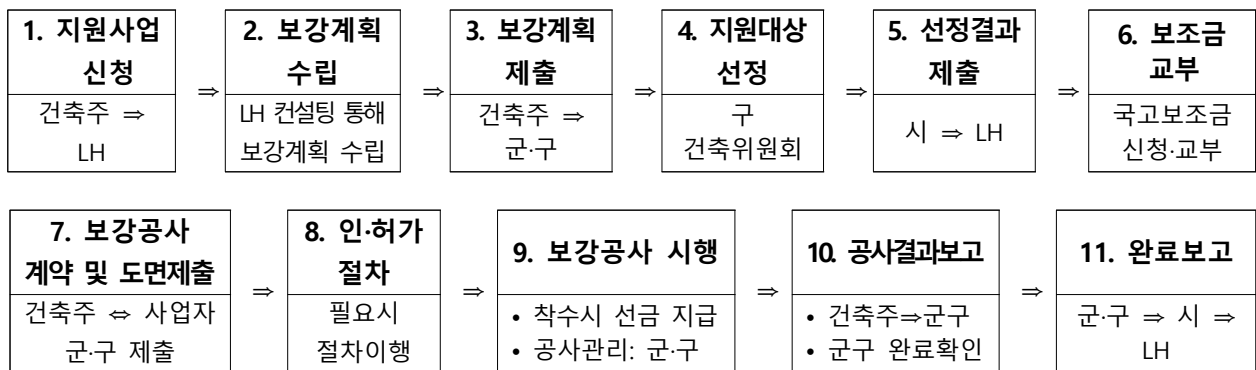 1. 지원사업
신청
건축주 ⇒
LH
⇒
2. 보강계획
수립
LH 컨설팅 통해
보강계획 수립
⇒
3. 보강계획
제출
건축주 ⇒
군·구
⇒
4. 지원대상
선정
구
건축위원회
⇒
5. 선정결과
제출
시 ⇒ LH
⇒
6. 보조금
교부
국고보조금
신청·교부
7. 보강공사
계약 및 도면제출
건축주 ⇔ 사업자
군·구 제출
⇒
8. 인·허가
절차
필요시
절차이행
⇒
9. 보강공사 시행
• 착수시 선금 지급
• 공사관리: 군·구
⇒
10. 공사결과보고
• 건축주⇒군구
• 군구 완료확인
⇒
11. 완료보고
군·구 ⇒ 시 ⇒
LH